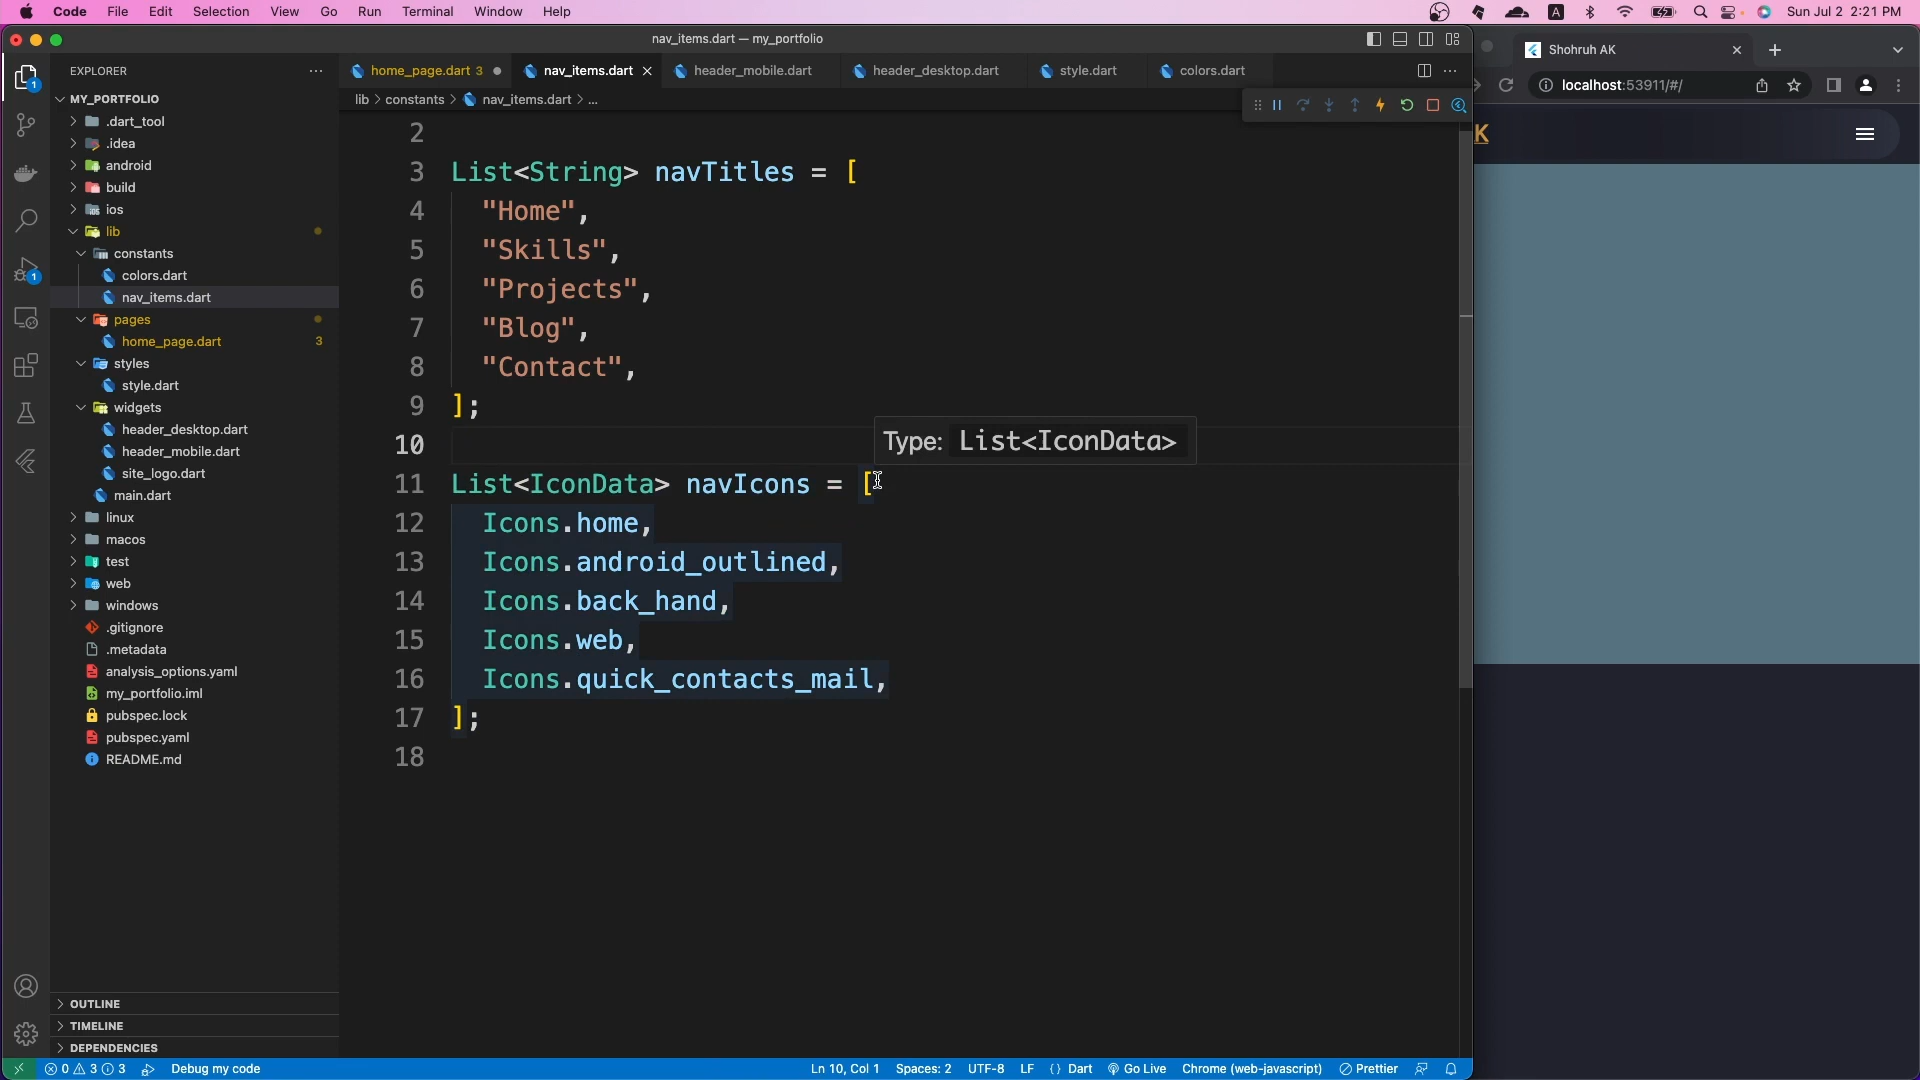 Code File Edit Selection View Go Run Terminal Window Help
A
Sun Jul 2 2:21 PM
nav_items.dart — my_portfolio
Shohruh AK
EXPLORER
home_page.dart 3
nav_items.dart
header_mobile.dart
header_desktop.dart
style.dart
colors.dart
localhost:53911/#/
lib > constants > nav_items.dart > ...
K
1
1
MY_PORTFOLIO
.dart_tool
.idea
android
build
ios
lib
constants
colors.dart
nav_items.dart
pages
home_page.dart 3
styles
style.dart
widgets
header_desktop.dart
header_mobile.dart
site_logo.dart
main.dart
linux
macos
test
web
windows
.gitignore
.metadata
analysis_options.yaml
my_portfolio.iml
pubspec.lock
pubspec.yaml
README.md
OUTLINE
TIMELINE
DEPENDENCIES
2
3 List<String> navTitles = [
4 "Home",
5 "Skills",
6 "Projects",
7 "Blog",
8 "Contact",
9 ];
10
Type: List<IconData>
11 List<IconData> navIcons = [
12 Icons.home,
13 Icons.android_outlined,
14 Icons.back_hand,
15 Icons.web,
16 Icons.quick_contacts_mail,
17 ];
18
0 3 3 Debug my code
Ln 10, Col 1 Spaces: 2 UTF-8 LF {} Dart Go Live Chrome (web-javascript) Prettier